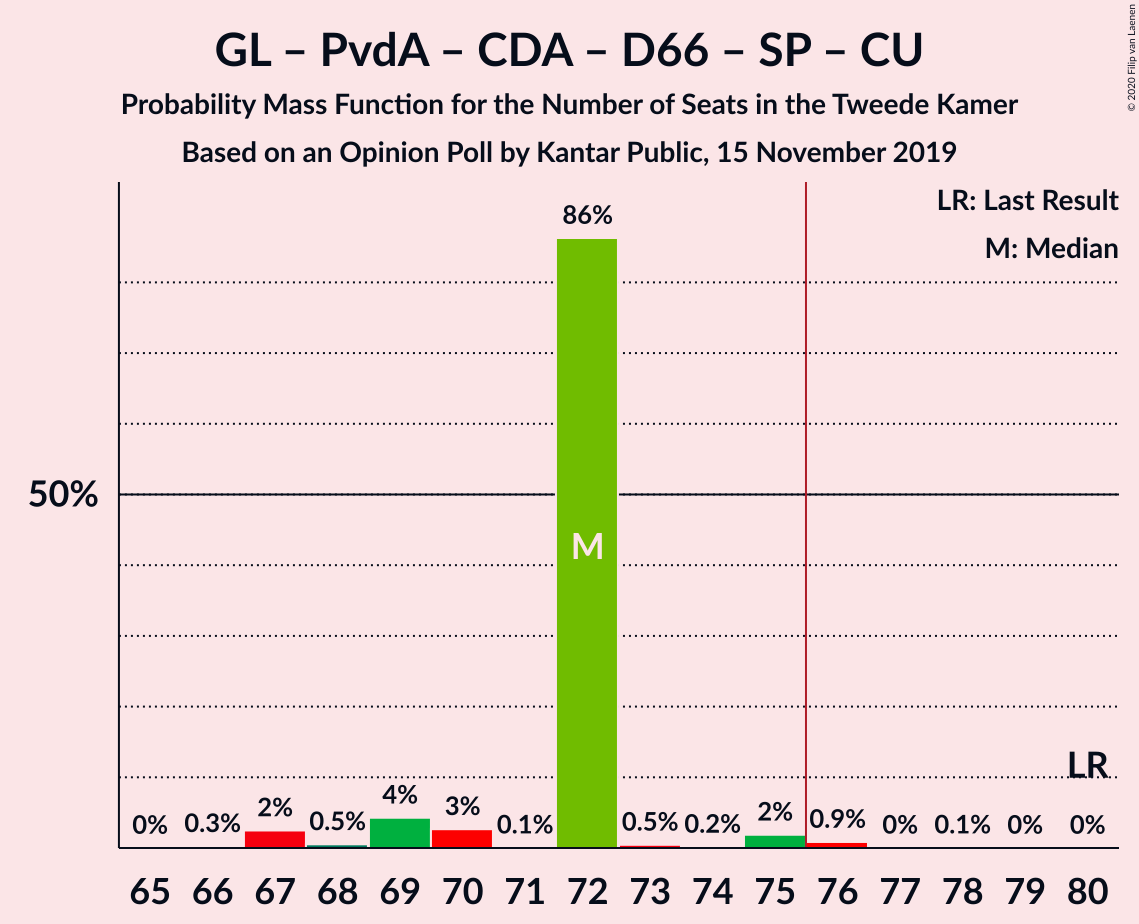 GL – PvdA – CDA – D66 – SP – CU
Probability Mass Function for the Number of Seats in the Tweede Kamer
Based on an Opinion Poll by Kantar Public, 15 November 2019
© 2020 Filip van Laenen
LR: Last Result
M: Median
50%
0% 0.3% 2% 0.5% 4% 3% 0.1% 86% 0.5% 0.2% 2% 0.9% 0% 0.1% 0% 0%
M
LR
65 66 67 68 69 70 71 72 73 74 75 76 77 78 79 80